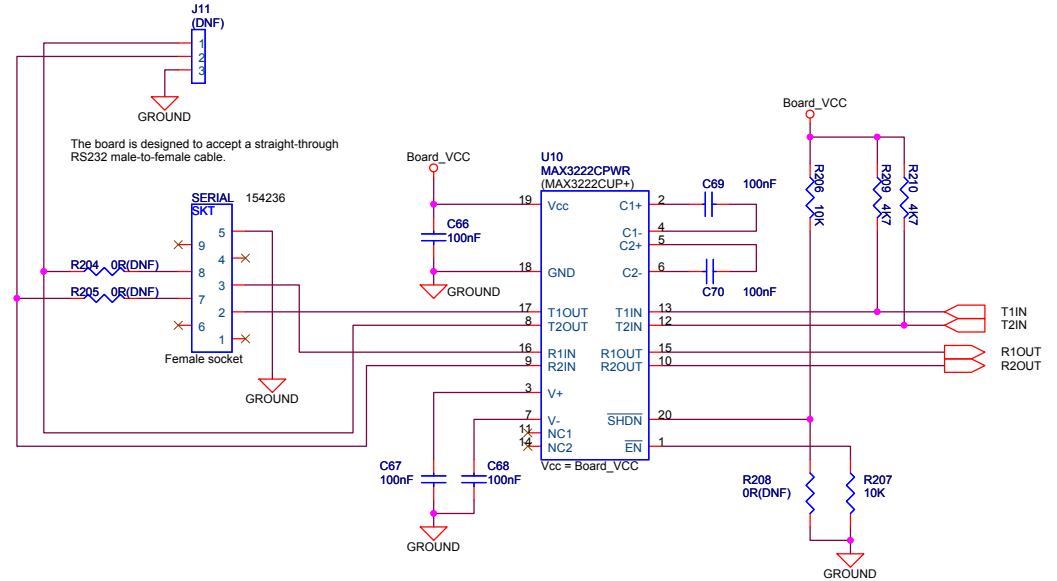 J11
(DNF)
1
2
3
GROUND
The board is designed to accept a straight-through
RS232 male-to-female cable.
SERIAL 154236
SKT
5
9
4
8
3
7
2
6
1
R204 0R(DNF)
R205 0R(DNF)
Female socket
GROUND
Board_VCC
C66
100nF
GROUND
U10
MAX3222CPWR
(MAX3222CUP+)
19 Vcc
18 GND
17 T1OUT
8 T2OUT
16 R1IN
9 R2IN
3 V+
7 V-
11 NC1
14 NC2
C1+ 2
C1- 4
C2+ 5
C2- 6
T1IN 13
T2IN 12
R1OUT 15
R2OUT 10
SHDN 20
EN 1
Vcc = Board_VCC
C69 100nF
C70 100nF
C67
100nF
C68
100nF
GROUND
Board_VCC
R206 10K
R209 4K7
R210 4K7
T1IN
T2IN
R1OUT
R2OUT
R208
0R(DNF)
R207
10K
GROUND